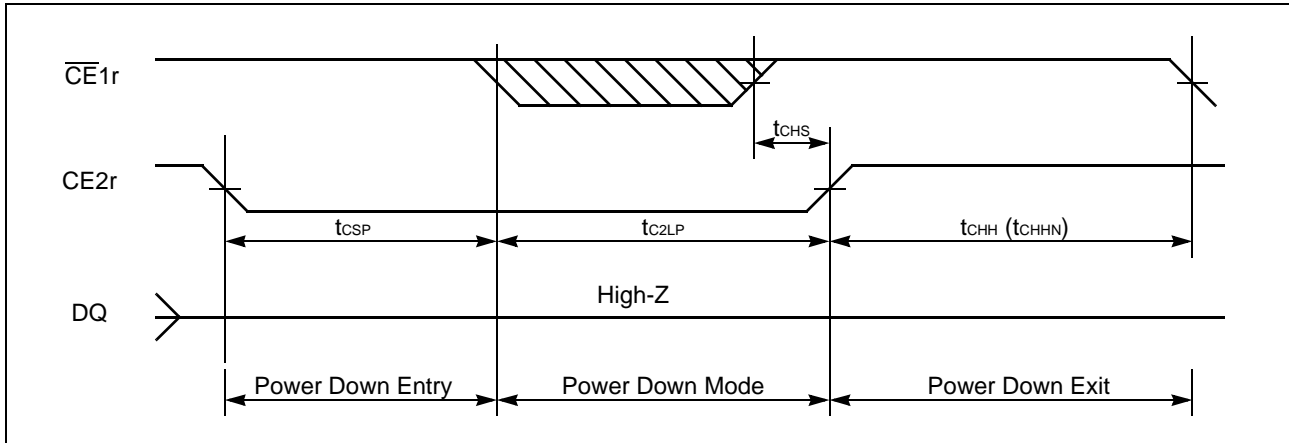 CE1r
tCHS
CE2r
tCSP tC2LP tCHH (tCHHN)
High-Z
DQ
Power Down Entry Power Down Mode Power Down Exit